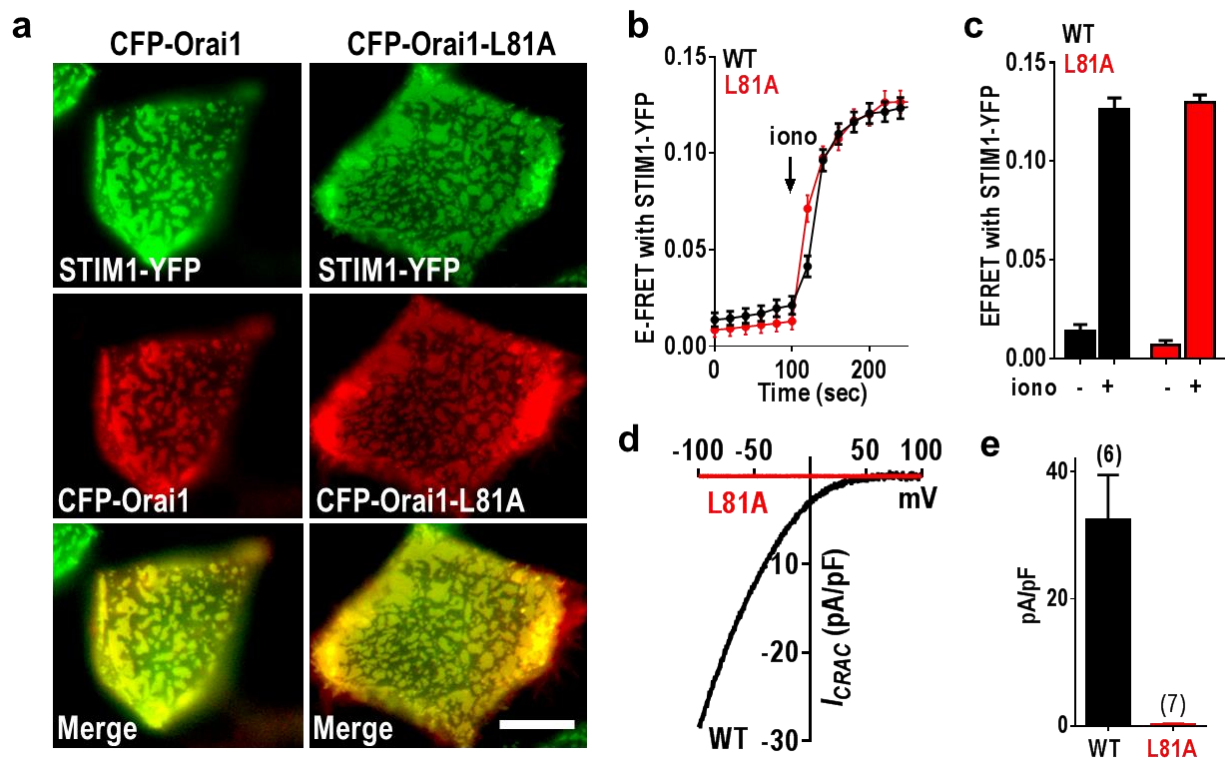 a
CFP-Orai1
CFP-Orai1-L81A
STIM1-YFP
STIM1-YFP
CFP-Orai1
CFP-Orai1-L81A
Merge
Merge
b
WT
L81A
iono
E-FRET with STIM1-YFP
0.15
0.10
0.05
0.00
0 100 200
Time (sec)
c
WT
L81A
EFRET with STIM1-YFP
0.15
0.10
0.05
0.00
iono - + - +
d
-100 -50 50 100
mV
L81A
-10
-20
-30
WT
ICRAC (pA/pF)
e
pA/pF
40
20
0
(6)
(7)
WT L81A